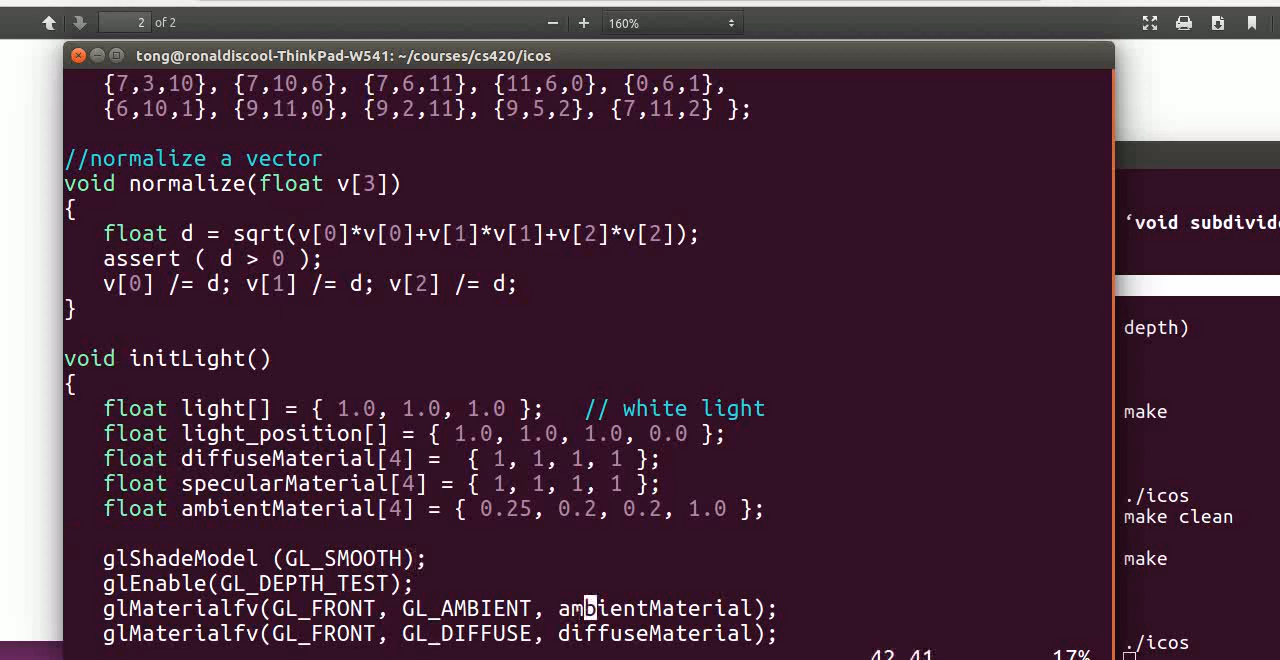 2 of 2
160%
tong@ronaldiscool-ThinkPad-W541: ~/courses/cs420/icos
{7,3,10}, {7,10,6}, {7,6,11}, {11,6,0}, {0,6,1},
{6,10,1}, {9,11,0}, {9,2,11}, {9,5,2}, {7,11,2} };
//normalize a vector
void normalize(float v[3])
{
float d = sqrt(v[0]*v[0]+v[1]*v[1]+v[2]*v[2]);
assert ( d > 0 );
v[0] /= d; v[1] /= d; v[2] /= d;
}
void initLight()
{
float light[] = { 1.0, 1.0, 1.0 }; // white light
float light_position[] = { 1.0, 1.0, 1.0, 0.0 };
float diffuseMaterial[4] = { 1, 1, 1, 1 };
float specularMaterial[4] = { 1, 1, 1, 1 };
float ambientMaterial[4] = { 0.25, 0.2, 0.2, 1.0 };
glShadeModel (GL_SMOOTH);
glEnable(GL_DEPTH_TEST);
glMaterialfv(GL_FRONT, GL_AMBIENT, ambientMaterial);
glMaterialfv(GL_FRONT, GL_DIFFUSE, diffuseMaterial);
42,41 17%
‘void subdivide
depth)
make
./icos
make clean
make
./icos